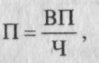 П = ВП / Ч ,